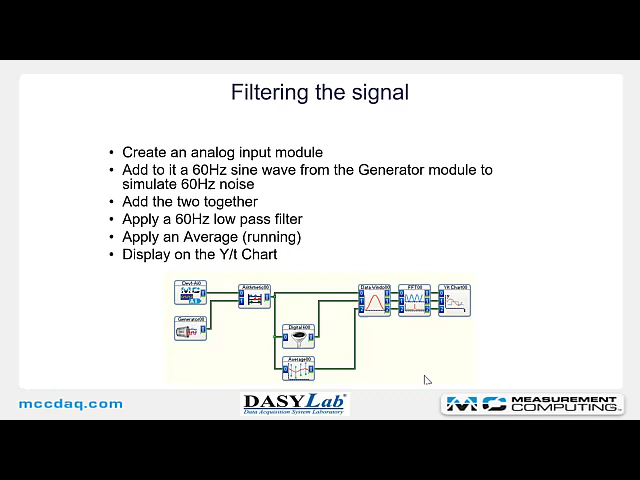 Filtering the signal
• Create an analog input module
• Add to it a 60Hz sine wave from the Generator module to
simulate 60Hz noise
• Add the two together
• Apply a 60Hz low pass filter
• Apply an Average (running)
• Display on the Y/t Chart
Arithmetic00
Data Windo00
FFT00
Y/t Chart00
Generator00
Average00
mccdaq.com
DASYLab
Data Acquisition System Laboratory
MC MEASUREMENT
COMPUTING